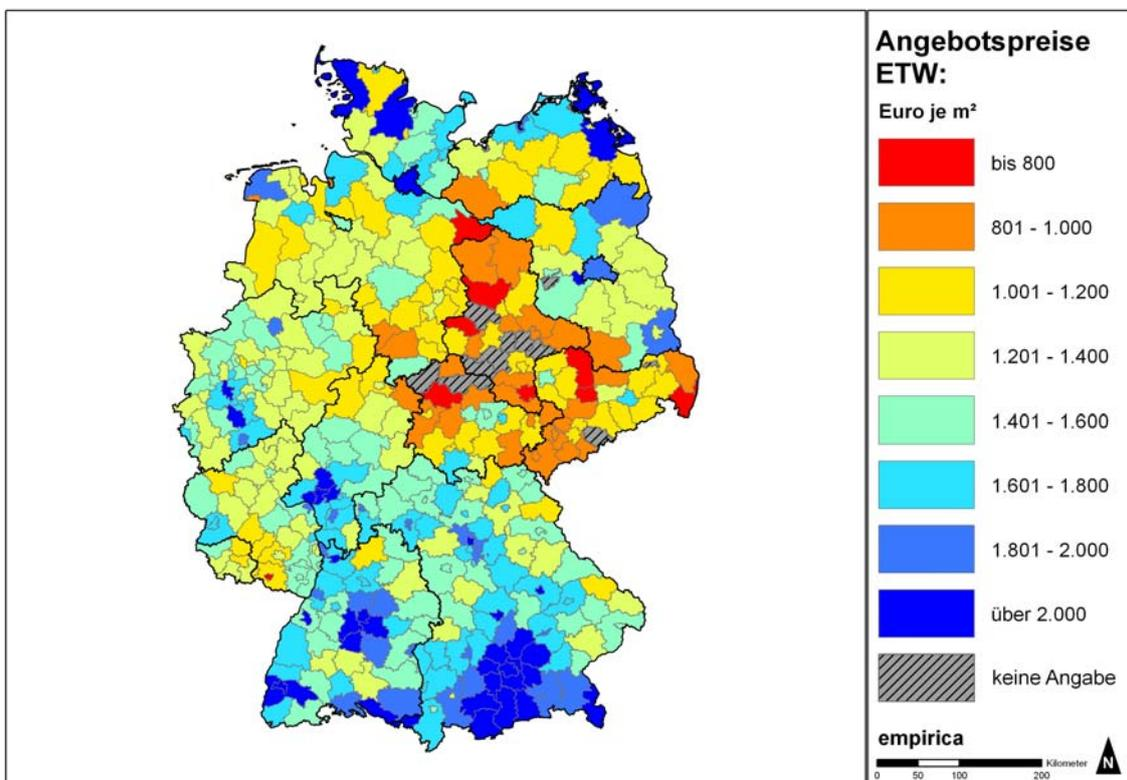 Angebotspreise
ETW:
Euro je m²
bis 800
801 - 1.000
1.001 - 1.200
1.201 - 1.400
1.401 - 1.600
1.601 - 1.800
1.801 - 2.000
über 2.000
keine Angabe
empirica
Kilometer
0 50 100 200
N